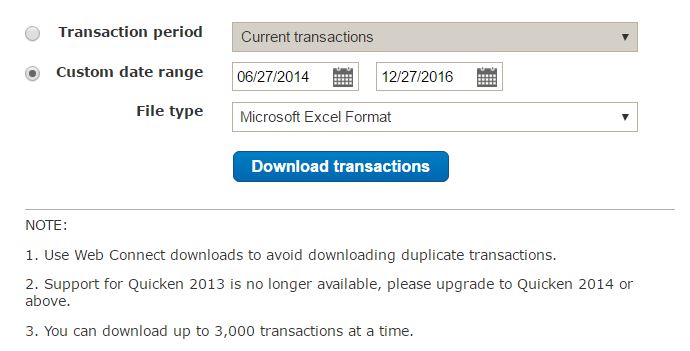 Transaction period
Current transactions
Custom date range
06/27/2014
12/27/2016
File type
Microsoft Excel Format
Download transactions
NOTE:
1. Use Web Connect downloads to avoid downloading duplicate transactions.
2. Support for Quicken 2013 is no longer available, please upgrade to Quicken 2014 or
above.
3. You can download up to 3,000 transactions at a time.